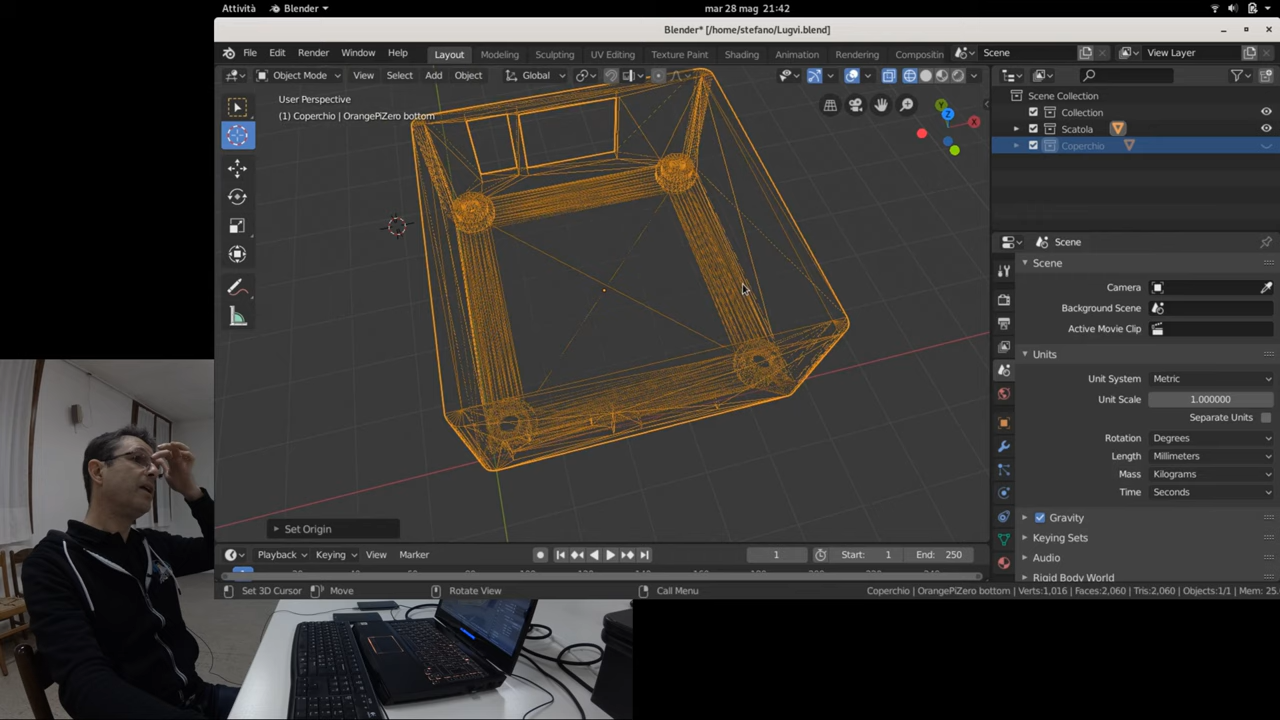 Attività Blender mar 28 mag 21:42
Blender* [/home/stefano/Lugvi.blend]
File Edit Render Window Help Layout Modeling Sculpting UV Editing Texture Paint Shading Animation Rendering Compositin Scene View Layer
Object Mode View Select Add Object Global
User Perspective
(1) Coperchio | OrangePiZero bottom
Z
X
Y
Scene Collection
Collection
Scatola
Coperchio
Scene
Scene
Camera
Background Scene
Active Movie Clip
Units
Unit System Metric
Unit Scale 1.000000
Separate Units
Rotation Degrees
Length Millimeters
Mass Kilograms
Time Seconds
Gravity
Keying Sets
Audio
Rigid Body World
Set Origin
Playback Keying View Marker 1 Start: 1 End: 250
Set 3D Cursor Move Rotate View Call Menu Coperchio | OrangePiZero bottom | Verts:1,016 | Faces:2,060 | Tris:2,060 | Objects:1/1 | Mem: 25.